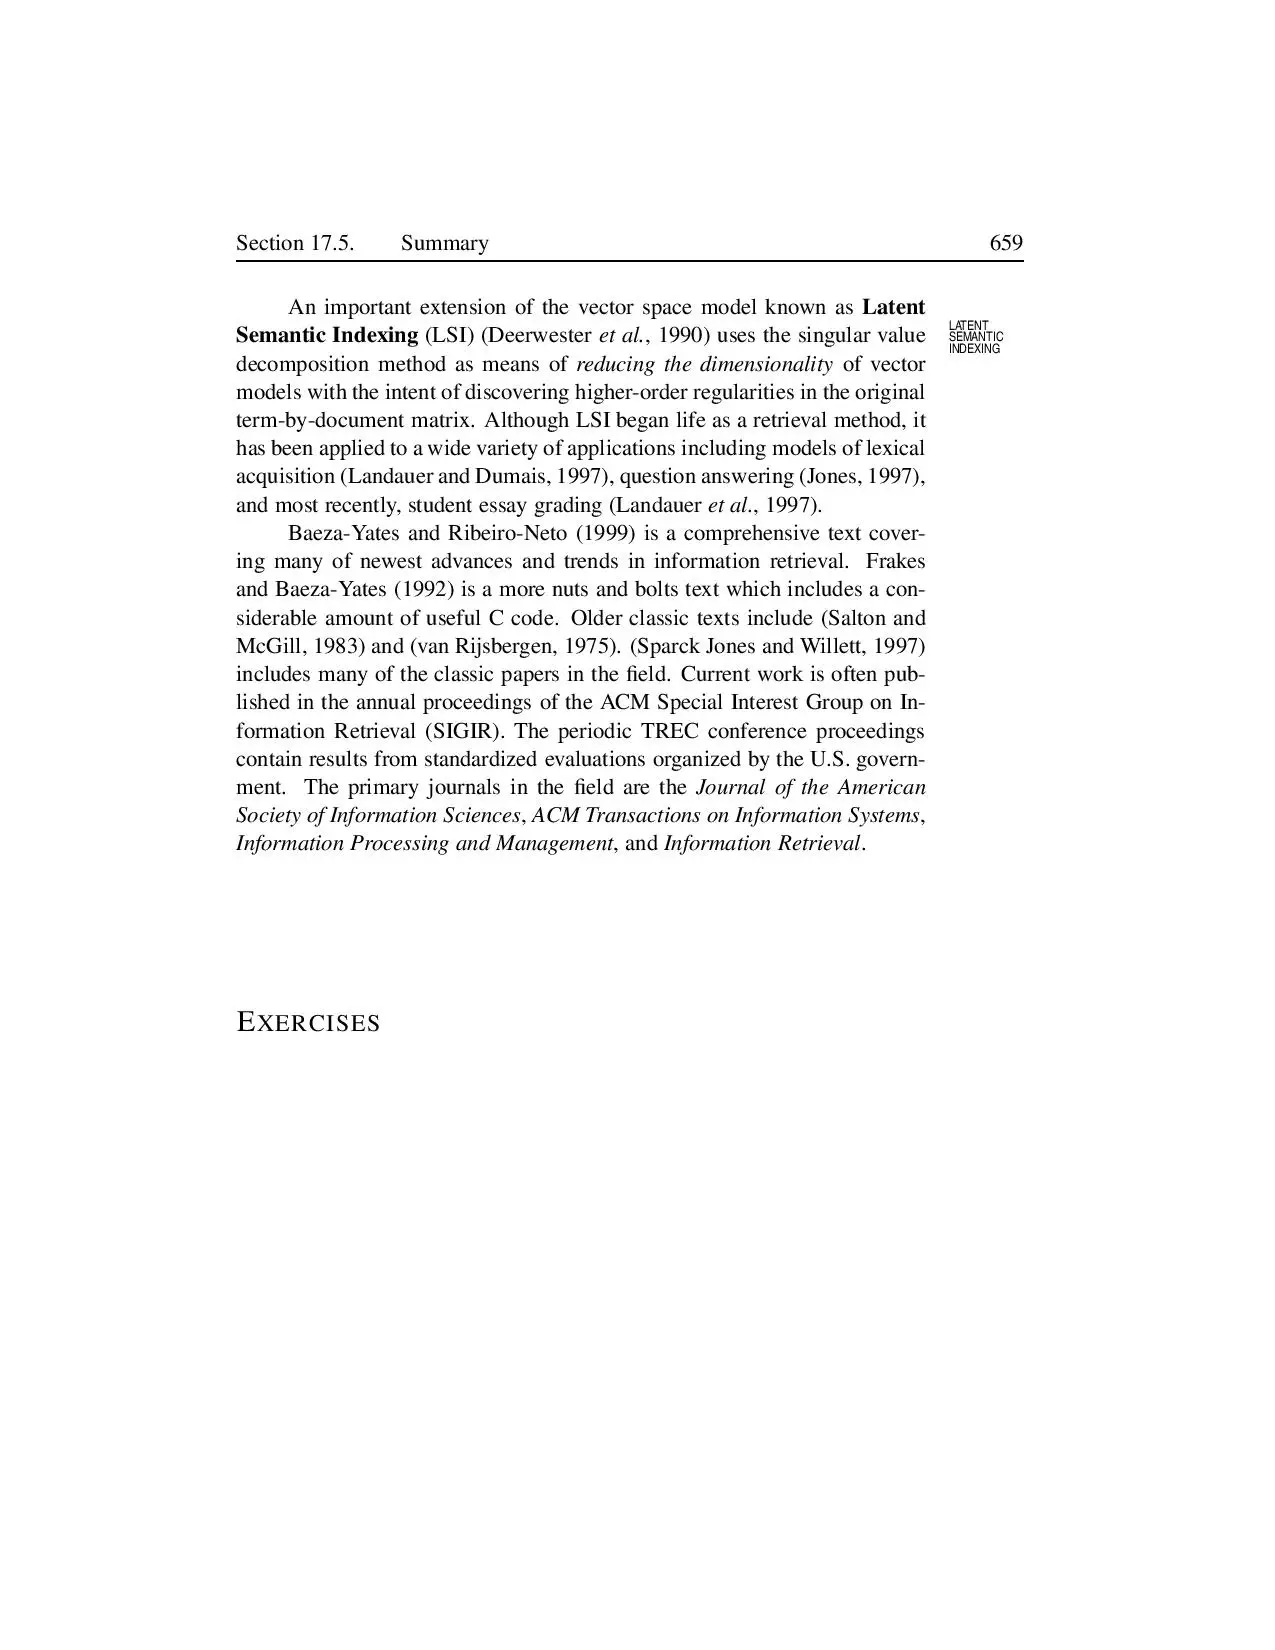 Section 17.5. Summary 659
An important extension of the vector space model known as Latent
Semantic Indexing (LSI) (Deerwester et al., 1990) uses the singular value
decomposition method as means of reducing the dimensionality of vector
models with the intent of discovering higher-order regularities in the original
term-by-document matrix. Although LSI began life as a retrieval method, it
has been applied to a wide variety of applications including models of lexical
acquisition (Landauer and Dumais, 1997), question answering (Jones, 1997),
and most recently, student essay grading (Landauer et al., 1997).
LATENT
SEMANTIC
INDEXING
Baeza-Yates and Ribeiro-Neto (1999) is a comprehensive text cover-
ing many of newest advances and trends in information retrieval. Frakes
and Baeza-Yates (1992) is a more nuts and bolts text which includes a con-
siderable amount of useful C code. Older classic texts include (Salton and
McGill, 1983) and (van Rijsbergen, 1975). (Sparck Jones and Willett, 1997)
includes many of the classic papers in the field. Current work is often pub-
lished in the annual proceedings of the ACM Special Interest Group on In-
formation Retrieval (SIGIR). The periodic TREC conference proceedings
contain results from standardized evaluations organized by the U.S. govern-
ment. The primary journals in the field are the Journal of the American
Society of Information Sciences, ACM Transactions on Information Systems,
Information Processing and Management, and Information Retrieval.
EXERCISES